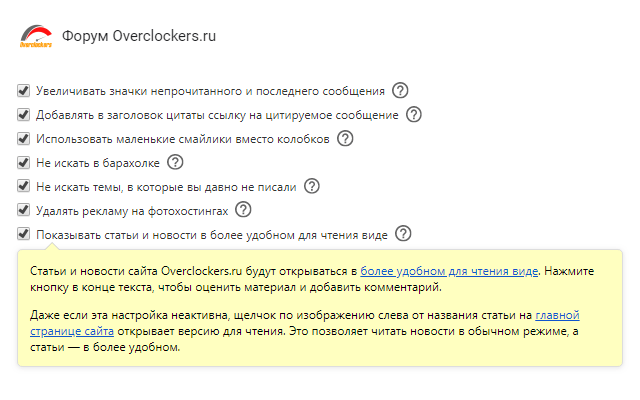 Overclockers
Форум Overclockers.ru
Увеличивать значки непрочитанного и последнего сообщения ?
Добавлять в заголовок цитаты ссылку на цитируемое сообщение ?
Использовать маленькие смайлики вместо колобков ?
Не искать в барахолке ?
Не искать темы, в которые вы давно не писали ?
Удалять рекламу на фотохостингах ?
Показывать статьи и новости в более удобном для чтения виде ?
Статьи и новости сайта Overclockers.ru будут открываться в более удобном для чтения виде. Нажмите
кнопку в конце текста, чтобы оценить материал и добавить комментарий.
Даже если эта настройка неактивна, щелчок по изображению слева от названия статьи на главной
странице сайта открывает версию для чтения. Это позволяет читать новости в обычном режиме, а
статьи — в более удобном.